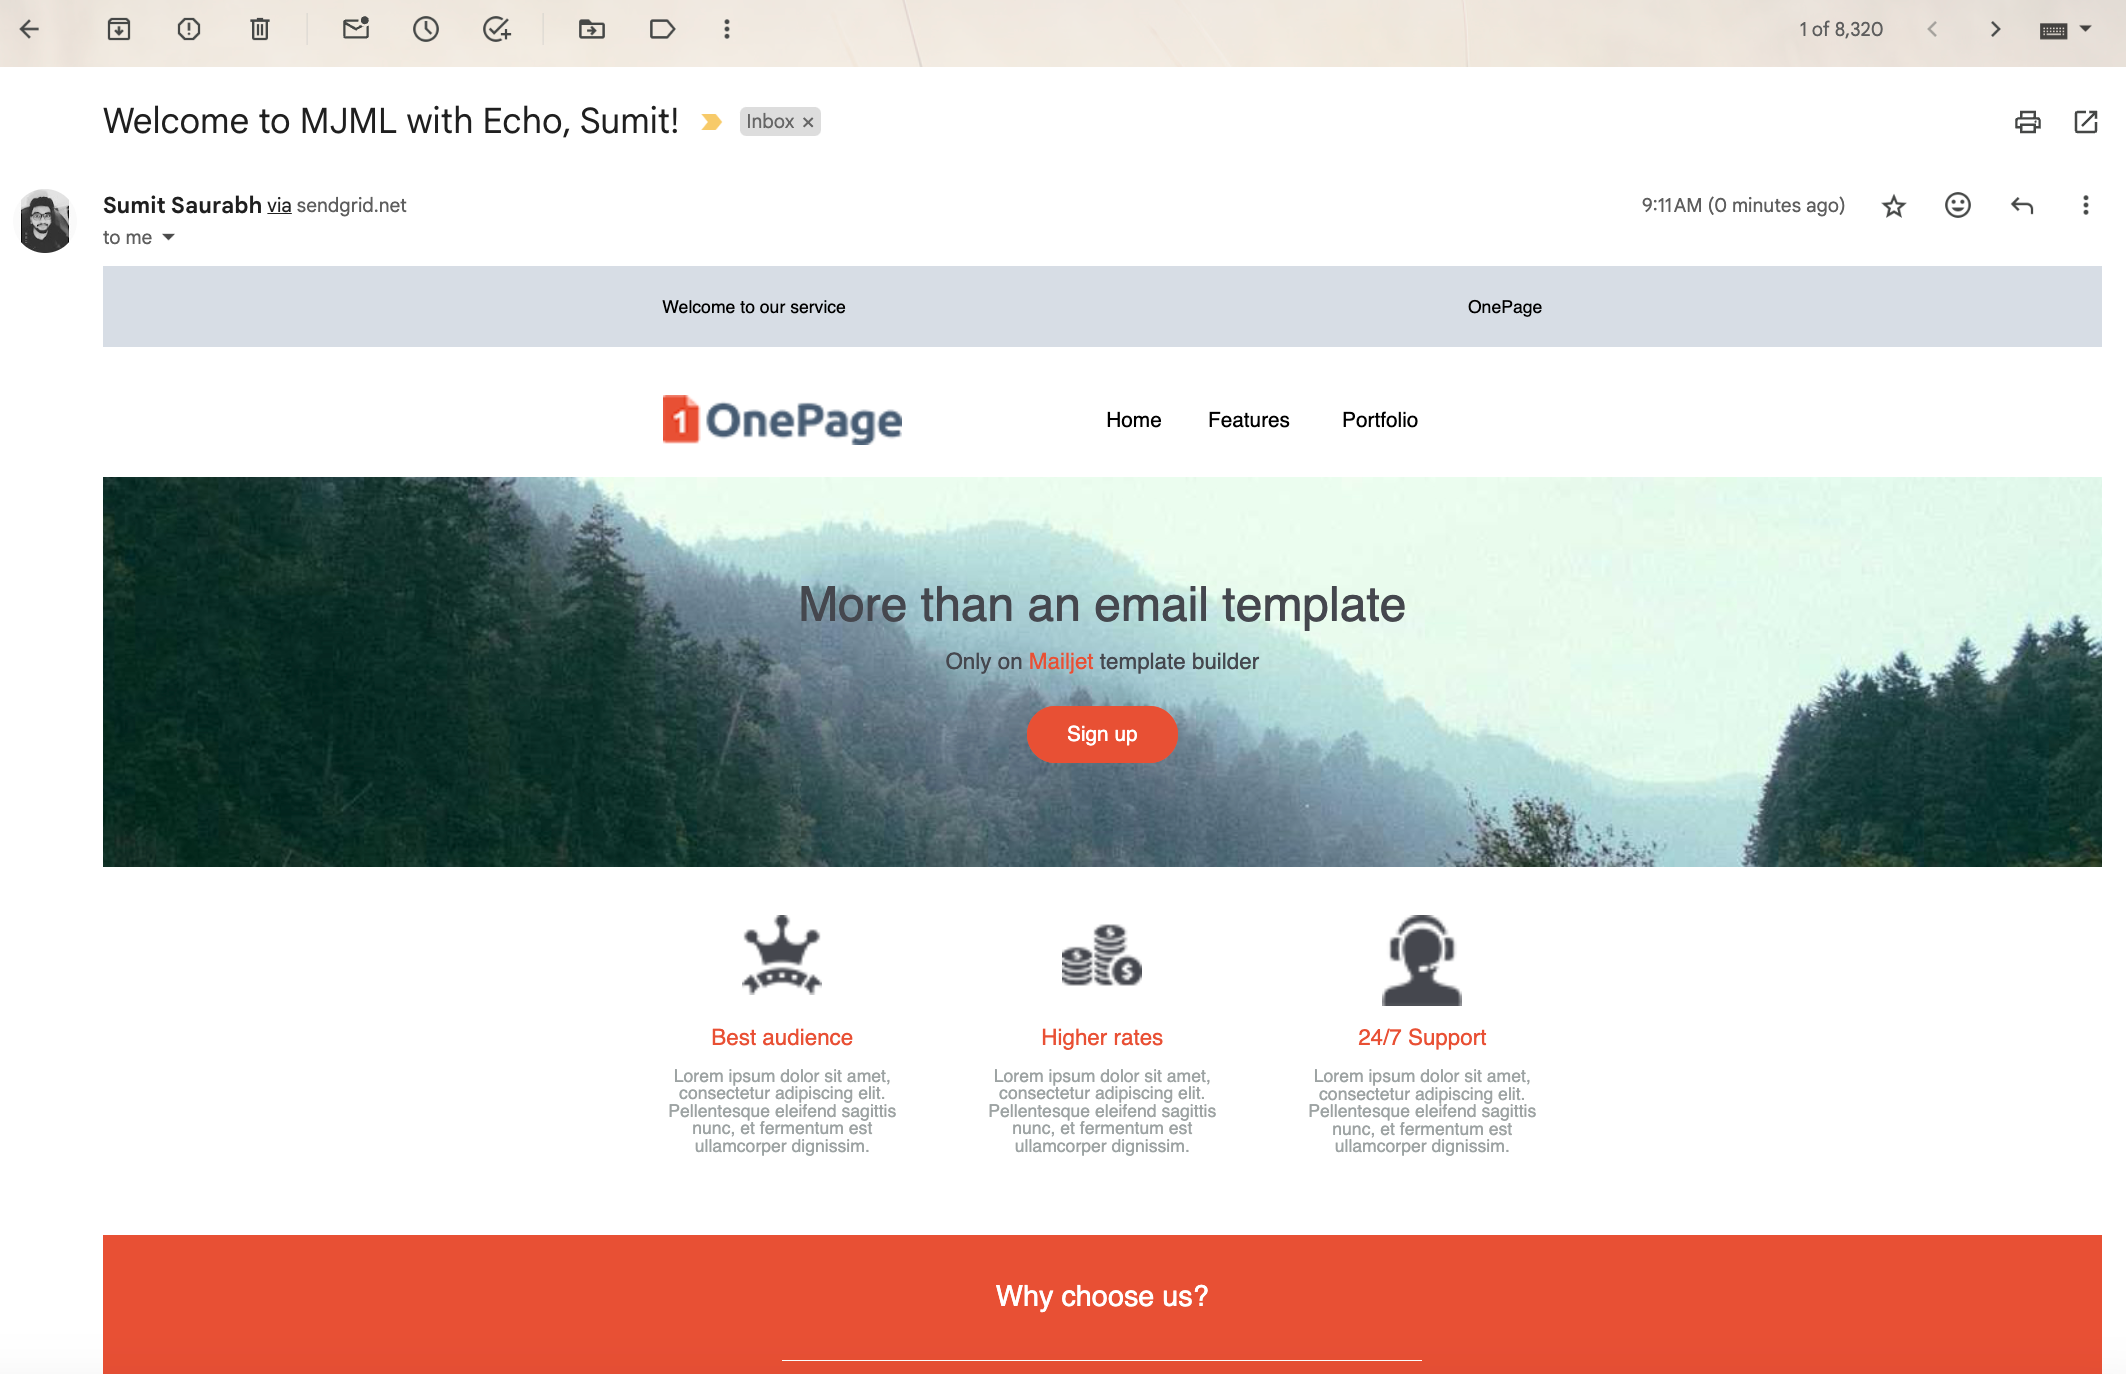 1 of 8,320
Welcome to MJML with Echo, Sumit!
Inbox ×
Sumit Saurabh via sendgrid.net
9:11 AM (0 minutes ago)
to me
Welcome to our service
OnePage
1 OnePage
Home
Features
Portfolio
More than an email template
Only on Mailjet template builder
Sign up
Best audience
Lorem ipsum dolor sit amet,
consectetur adipiscing elit.
Pellentesque eleifend sagittis
nunc, et fermentum est
ullamcorper dignissim.
Higher rates
Lorem ipsum dolor sit amet,
consectetur adipiscing elit.
Pellentesque eleifend sagittis
nunc, et fermentum est
ullamcorper dignissim.
24/7 Support
Lorem ipsum dolor sit amet,
consectetur adipiscing elit.
Pellentesque eleifend sagittis
nunc, et fermentum est
ullamcorper dignissim.
Why choose us?